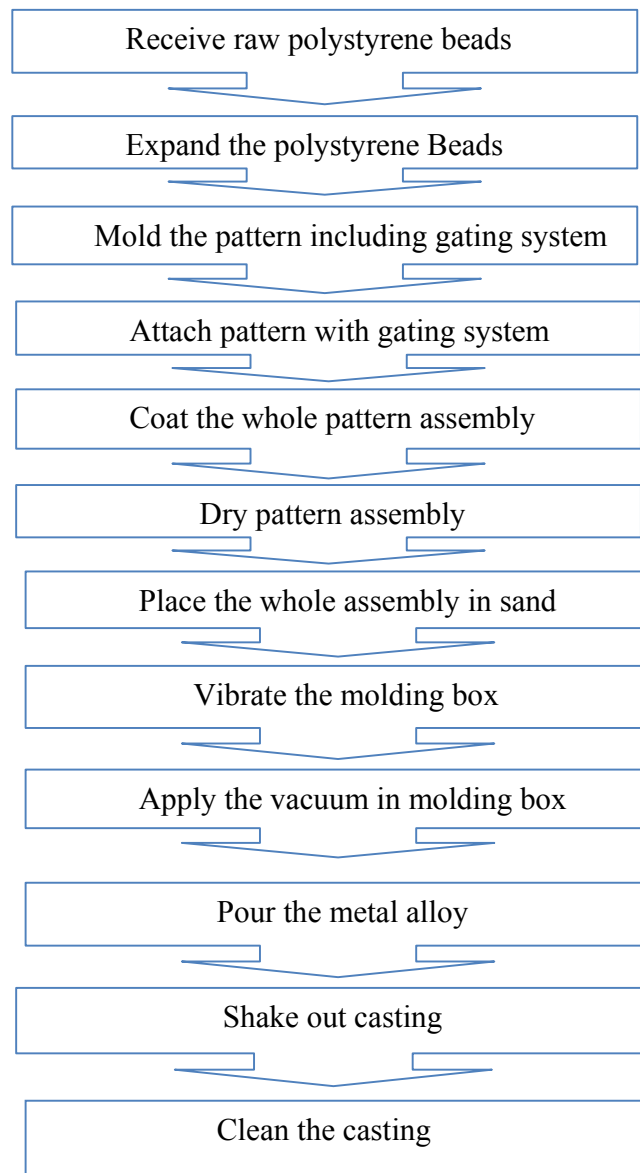 Receive raw polystyrene beads
Expand the polystyrene Beads
Mold the pattern including gating system
Attach pattern with gating system
Coat the whole pattern assembly
Dry pattern assembly
Place the whole assembly in sand
Vibrate the molding box
Apply the vacuum in molding box
Pour the metal alloy
Shake out casting
Clean the casting